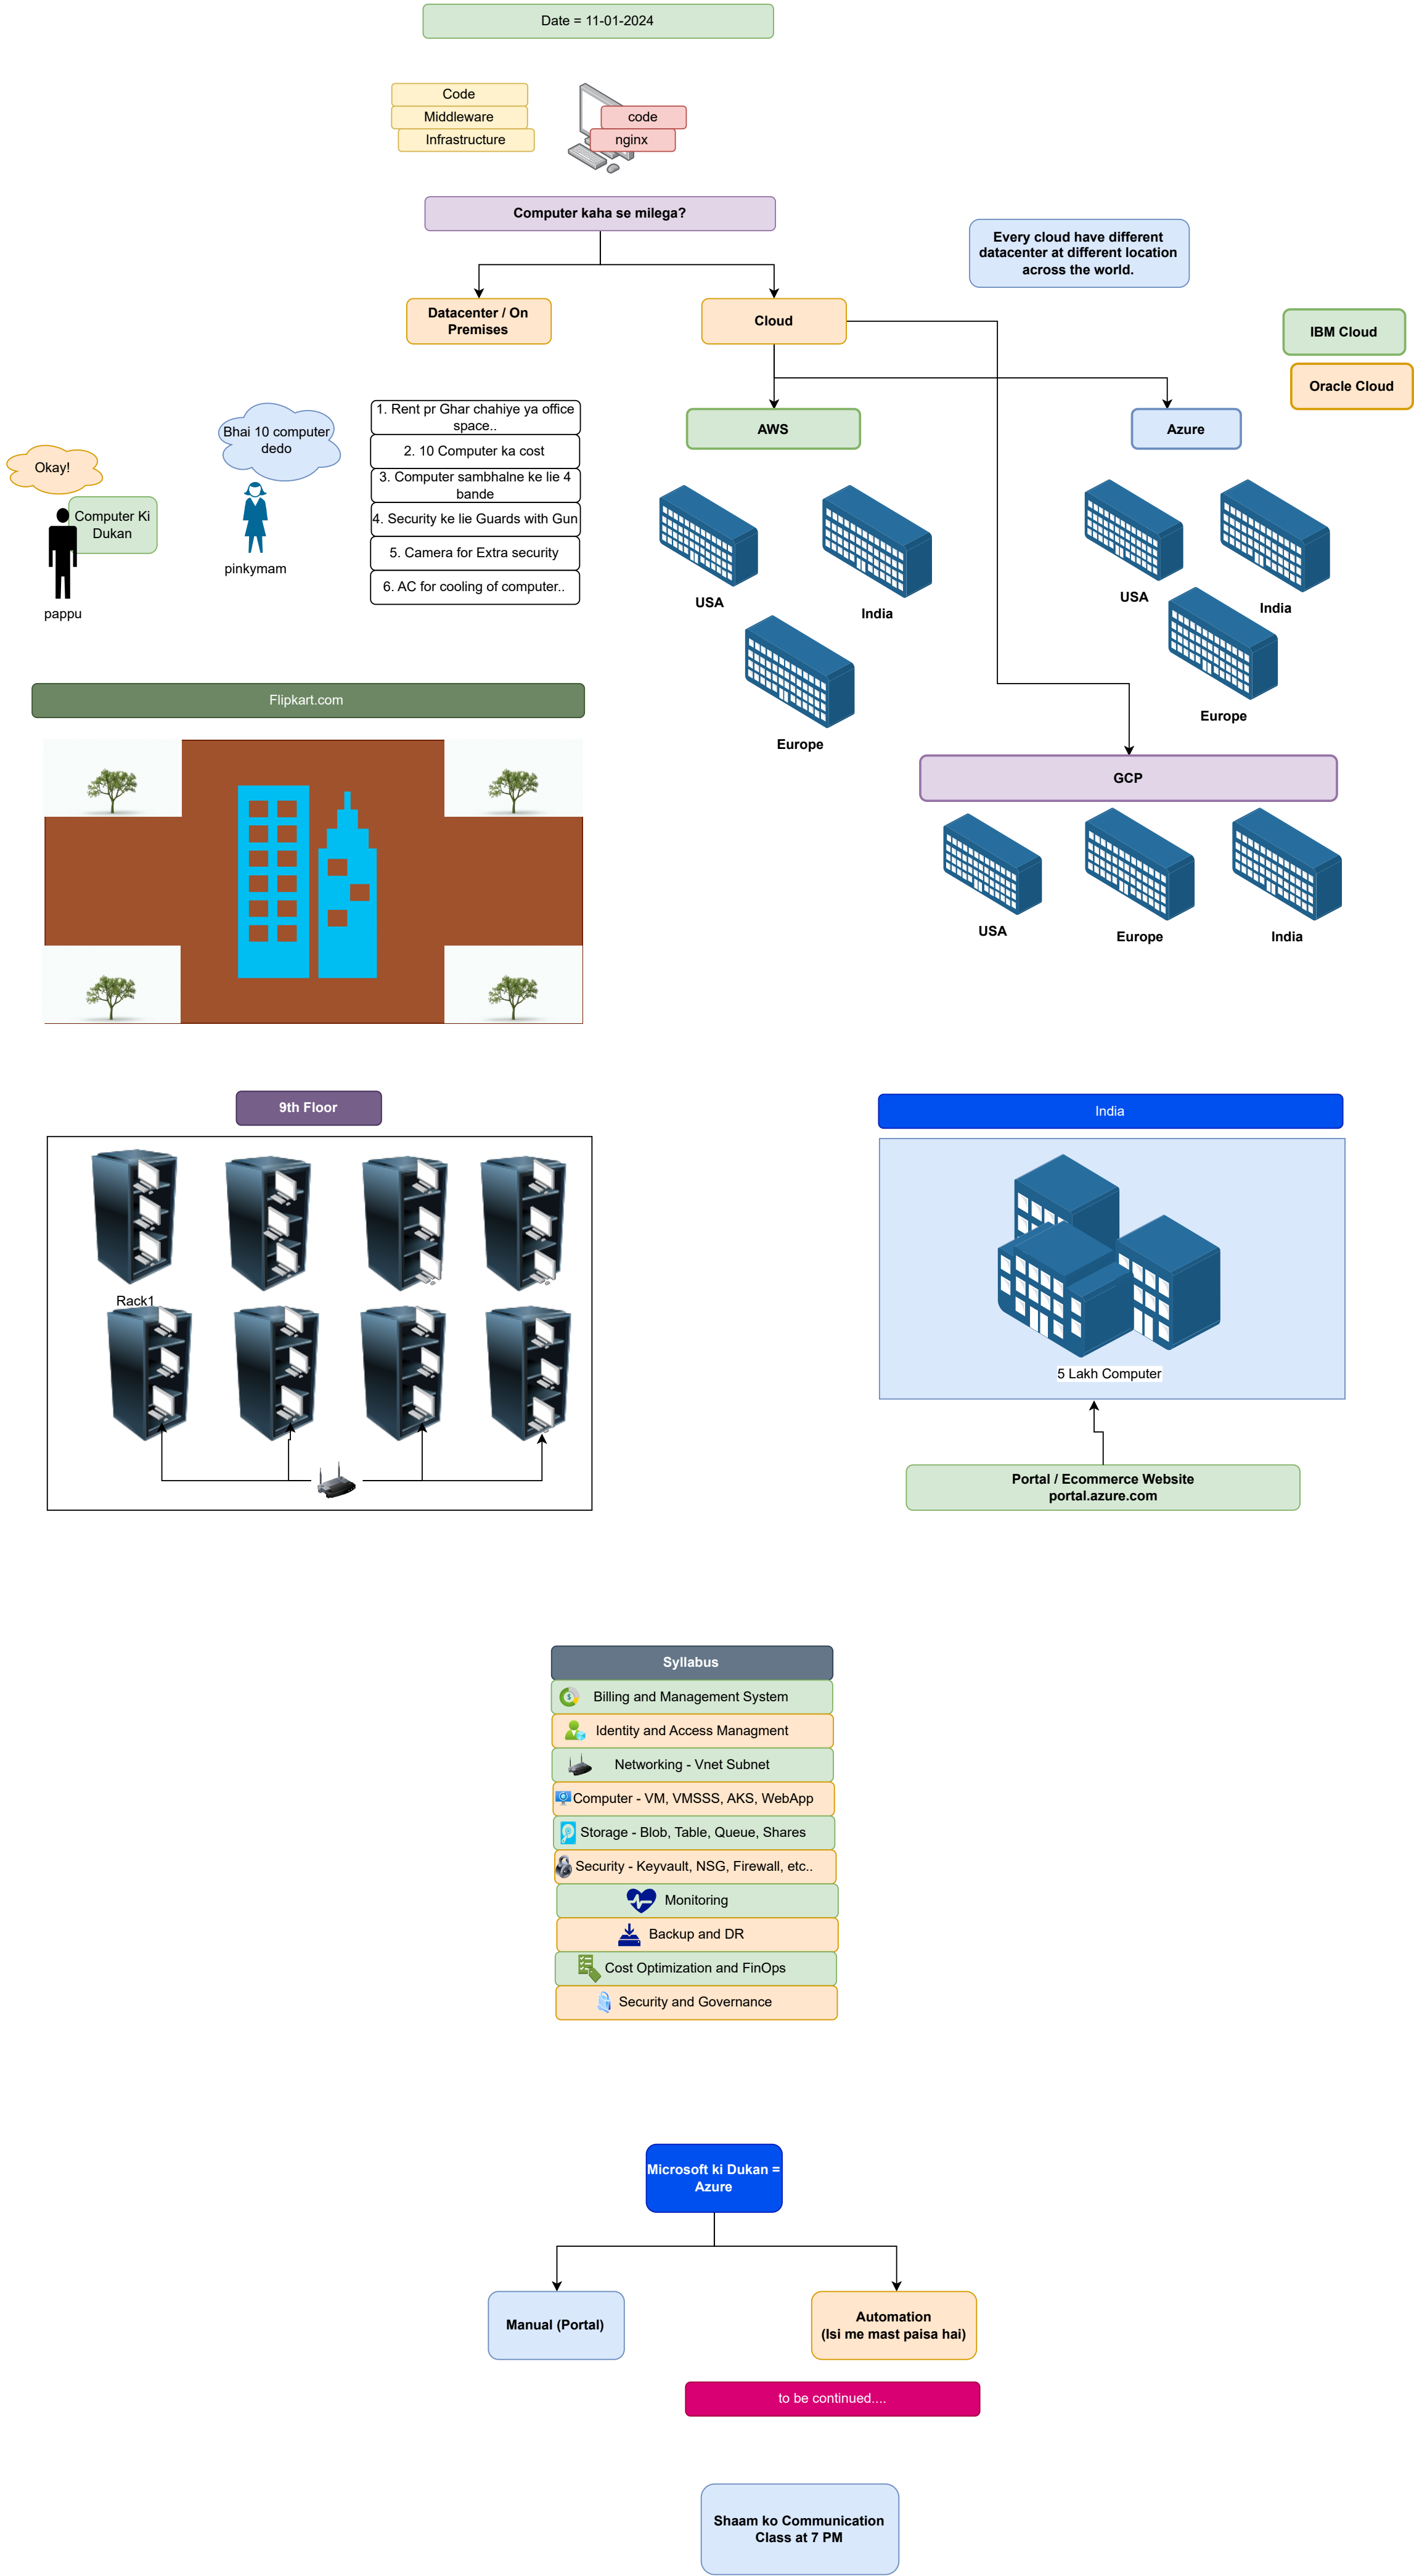 Date = 11-01-2024
Code
Middleware
Infrastructure
code
nginx
Computer kaha se milega?
Every cloud have different
datacenter at different location
across the world.
Datacenter / On
Premises
Cloud
IBM Cloud
Oracle Cloud
AWS
Azure
Bhai 10 computer
dedo
Okay!
Computer Ki
Dukan
pappu
pinkymam
1. Rent pr Ghar chahiye ya office
space..
2. 10 Computer ka cost
3. Computer sambhalne ke lie 4
bande
4. Security ke lie Guards with Gun
5. Camera for Extra security
6. AC for cooling of computer..
USA
India
Europe
USA
India
Europe
Flipkart.com
GCP
USA
Europe
India
9th Floor
Rack1
India
5 Lakh Computer
Portal / Ecommerce Website
portal.azure.com
Syllabus
Billing and Management System
Identity and Access Managment
Networking - Vnet Subnet
Computer - VM, VMSSS, AKS, WebApp
Storage - Blob, Table, Queue, Shares
Security - Keyvault, NSG, Firewall, etc..
Monitoring
Backup and DR
Cost Optimization and FinOps
Security and Governance
Microsoft ki Dukan =
Azure
Manual (Portal)
Automation
(Isi me mast paisa hai)
to be continued....
Shaam ko Communication
Class at 7 PM